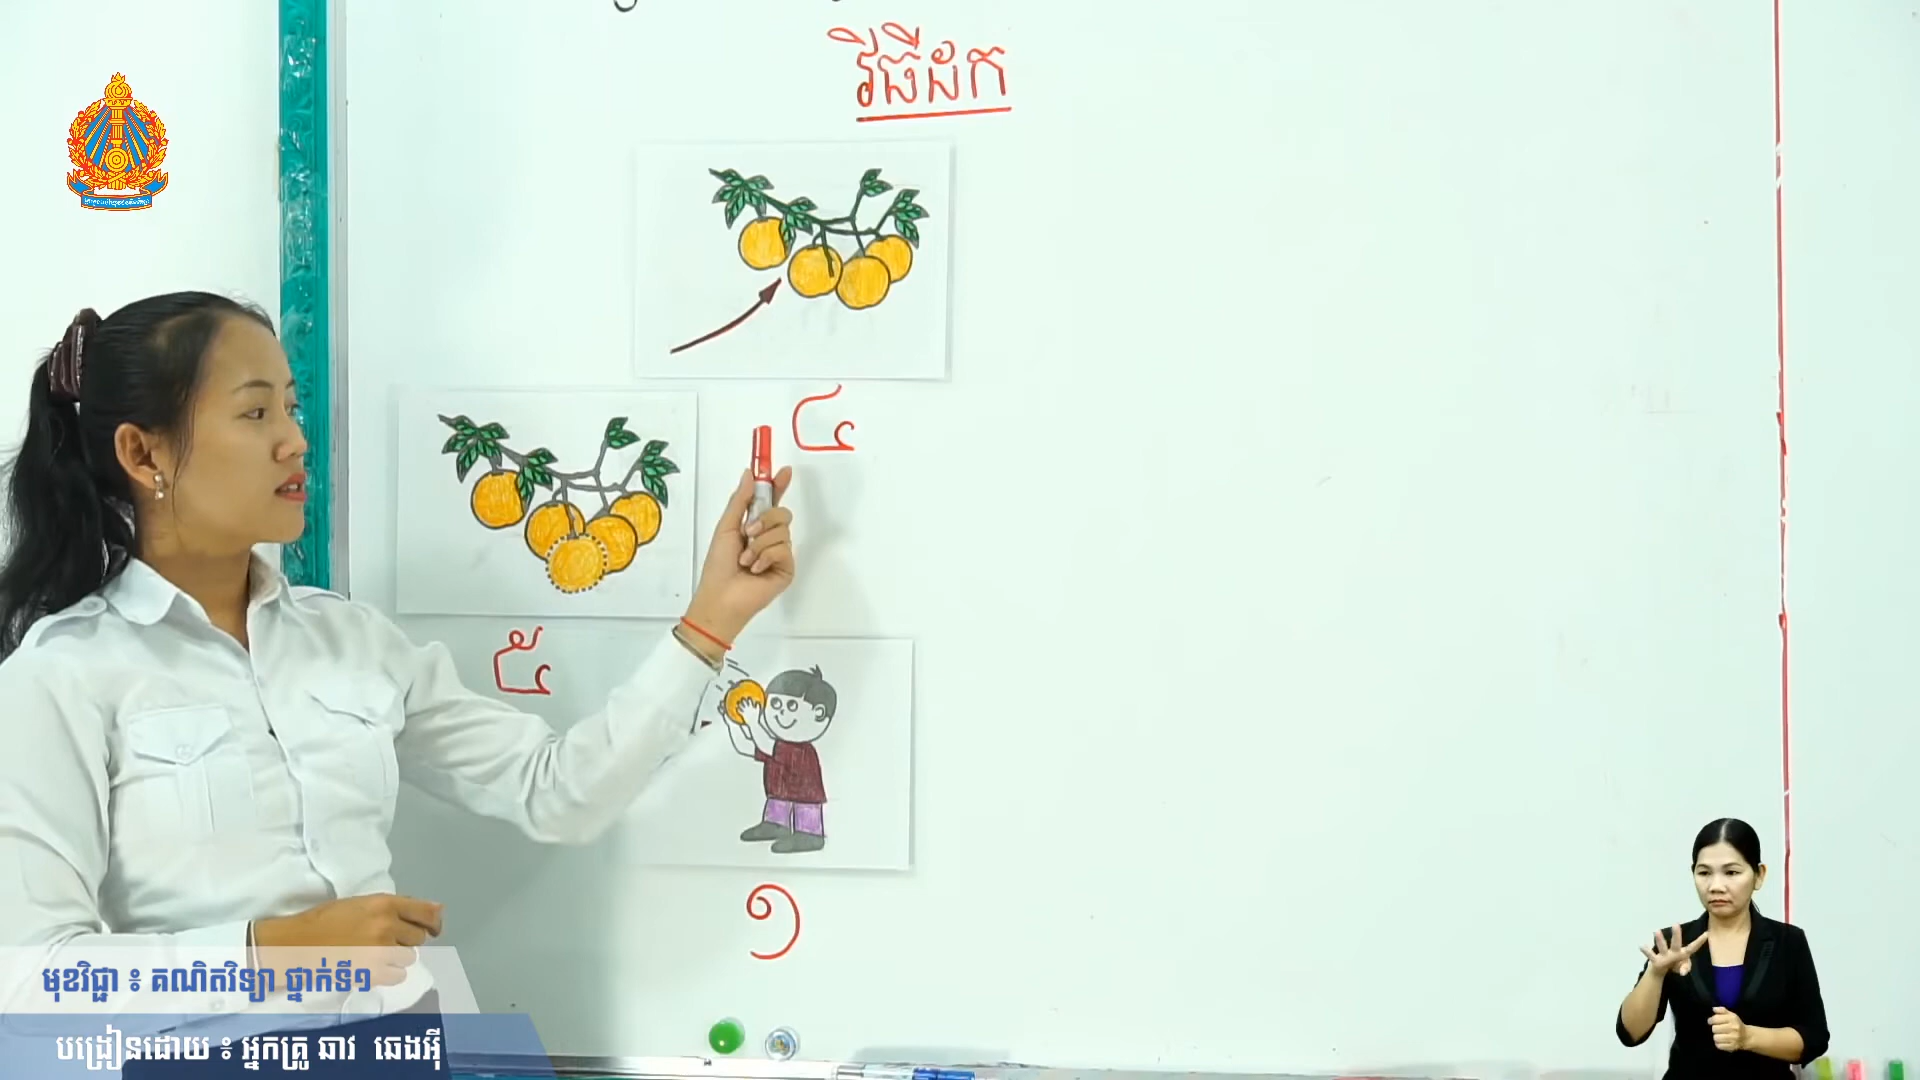 វិធីដក
៤
៥
១
មុខវិជ្ជា ៖ គណិតវិទ្យា ថ្នាក់ទី១
បង្រៀនដោយ ៖ អ្នកគ្រូ ឆាវ ឆេងអ៊ី